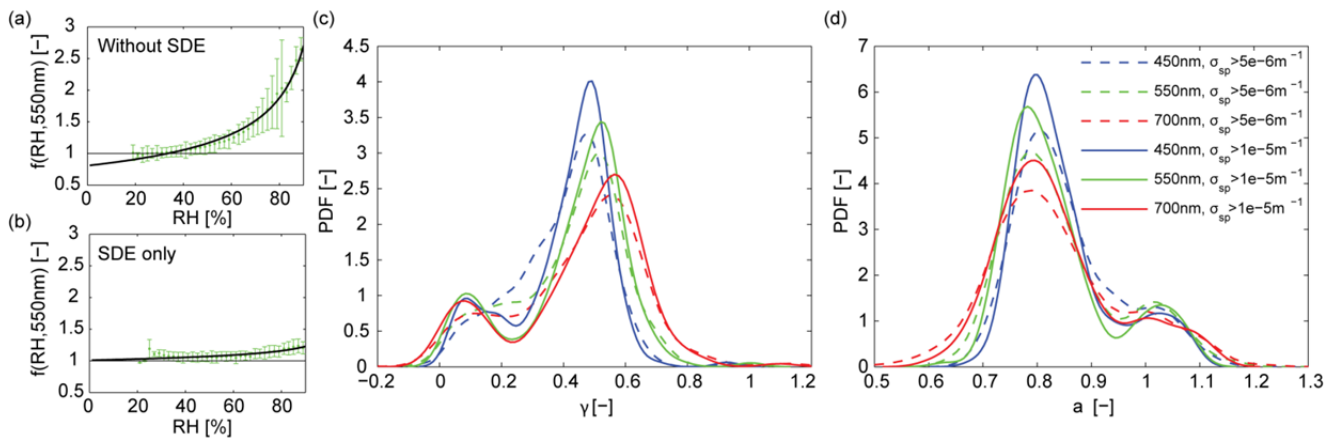 (a)
3
2.5
2
1.5
1
0.5
f(RH,550nm) [−]
Without SDE
0 20 40 60 80
RH [%]
(b)
3
2.5
2
1.5
1
0.5
f(RH,550nm) [−]
SDE only
0 20 40 60 80
RH [%]
(c)
4.5
4
3.5
3
2.5
2
1.5
1
0.5
0
PDF [−]
−0.2 0 0.2 0.4 0.6 0.8 1 1.2
γ [−]
(d)
7
6
5
4
3
2
1
0
PDF [−]
450nm, σsp>5e−6m−1
550nm, σsp>5e−6m−1
700nm, σsp>5e−6m−1
450nm, σsp>1e−5m−1
550nm, σsp>1e−5m−1
700nm, σsp>1e−5m−1
0.5 0.6 0.7 0.8 0.9 1 1.1 1.2 1.3
a [−]